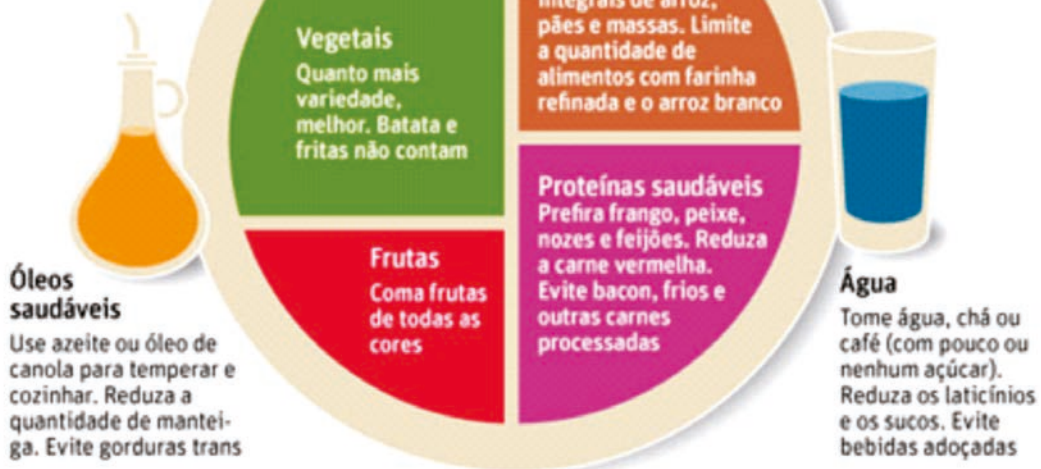 Vegetais
Quanto mais
variedade,
melhor. Batata e
fritas não contam
integrais de arroz,
pães e massas. Limite
a quantidade de
alimentos com farinha
refinada e o arroz branco
Óleos
saudáveis
Use azeite ou óleo de
canola para temperar e
cozinhar. Reduza a
quantidade de mantei-
ga. Evite gorduras trans
Frutas
Coma frutas
de todas as
cores
Proteínas saudáveis
Prefira frango, peixe,
nozes e feijões. Reduza
a carne vermelha.
Evite bacon, frios e
outras carnes
processadas
Água
Tome água, chá ou
café (com pouco ou
nenhum açúcar).
Reduza os laticínios
e os sucos. Evite
bebidas adoçadas